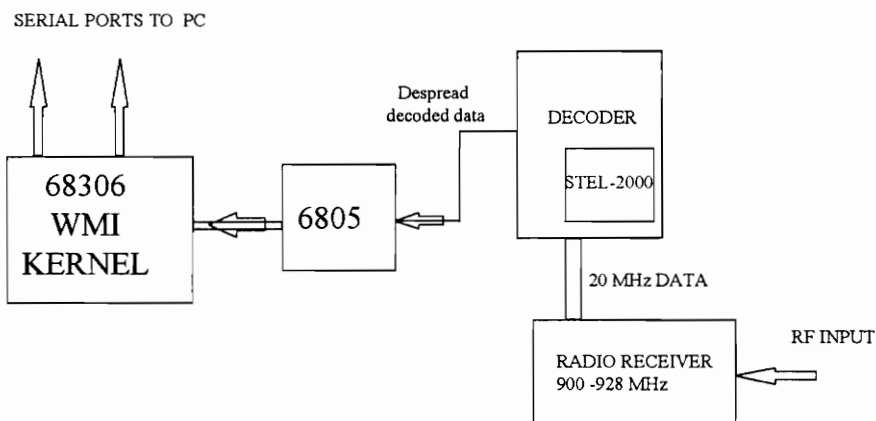 SERIAL PORTS TO PC
Despread
decoded data
DECODER
STEL-2000
68306
WMI
KERNEL
6805
20 MHz DATA
RF INPUT
RADIO RECEIVER
900 -928 MHz